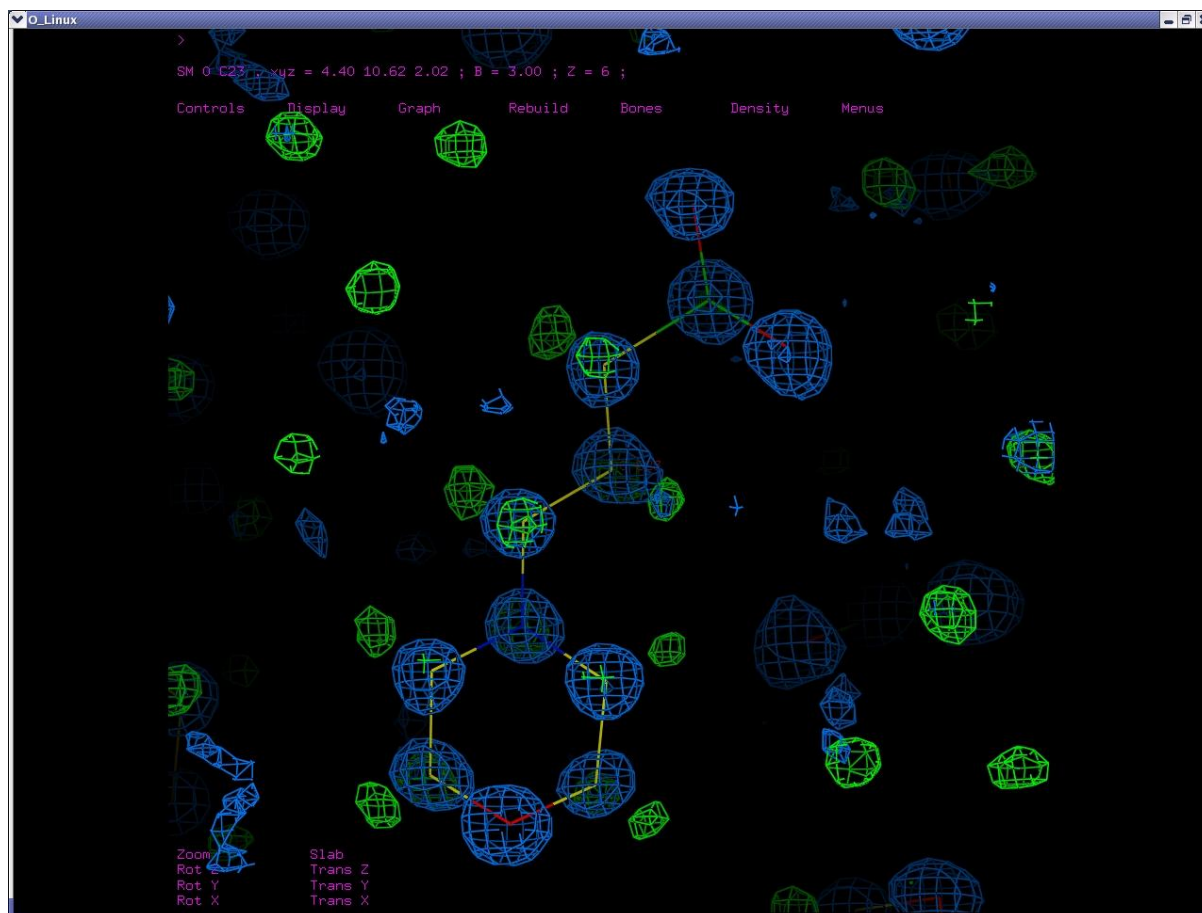 O_Linux
>
SM 0 C23 . xyz = 4.40 10.62 2.02 ; B = 3.00 ; Z = 6 ;
Controls Display Graph Rebuild Bones Density Menus
Zoom Slab
Rot Z Trans Z
Rot Y Trans Y
Rot X Trans X